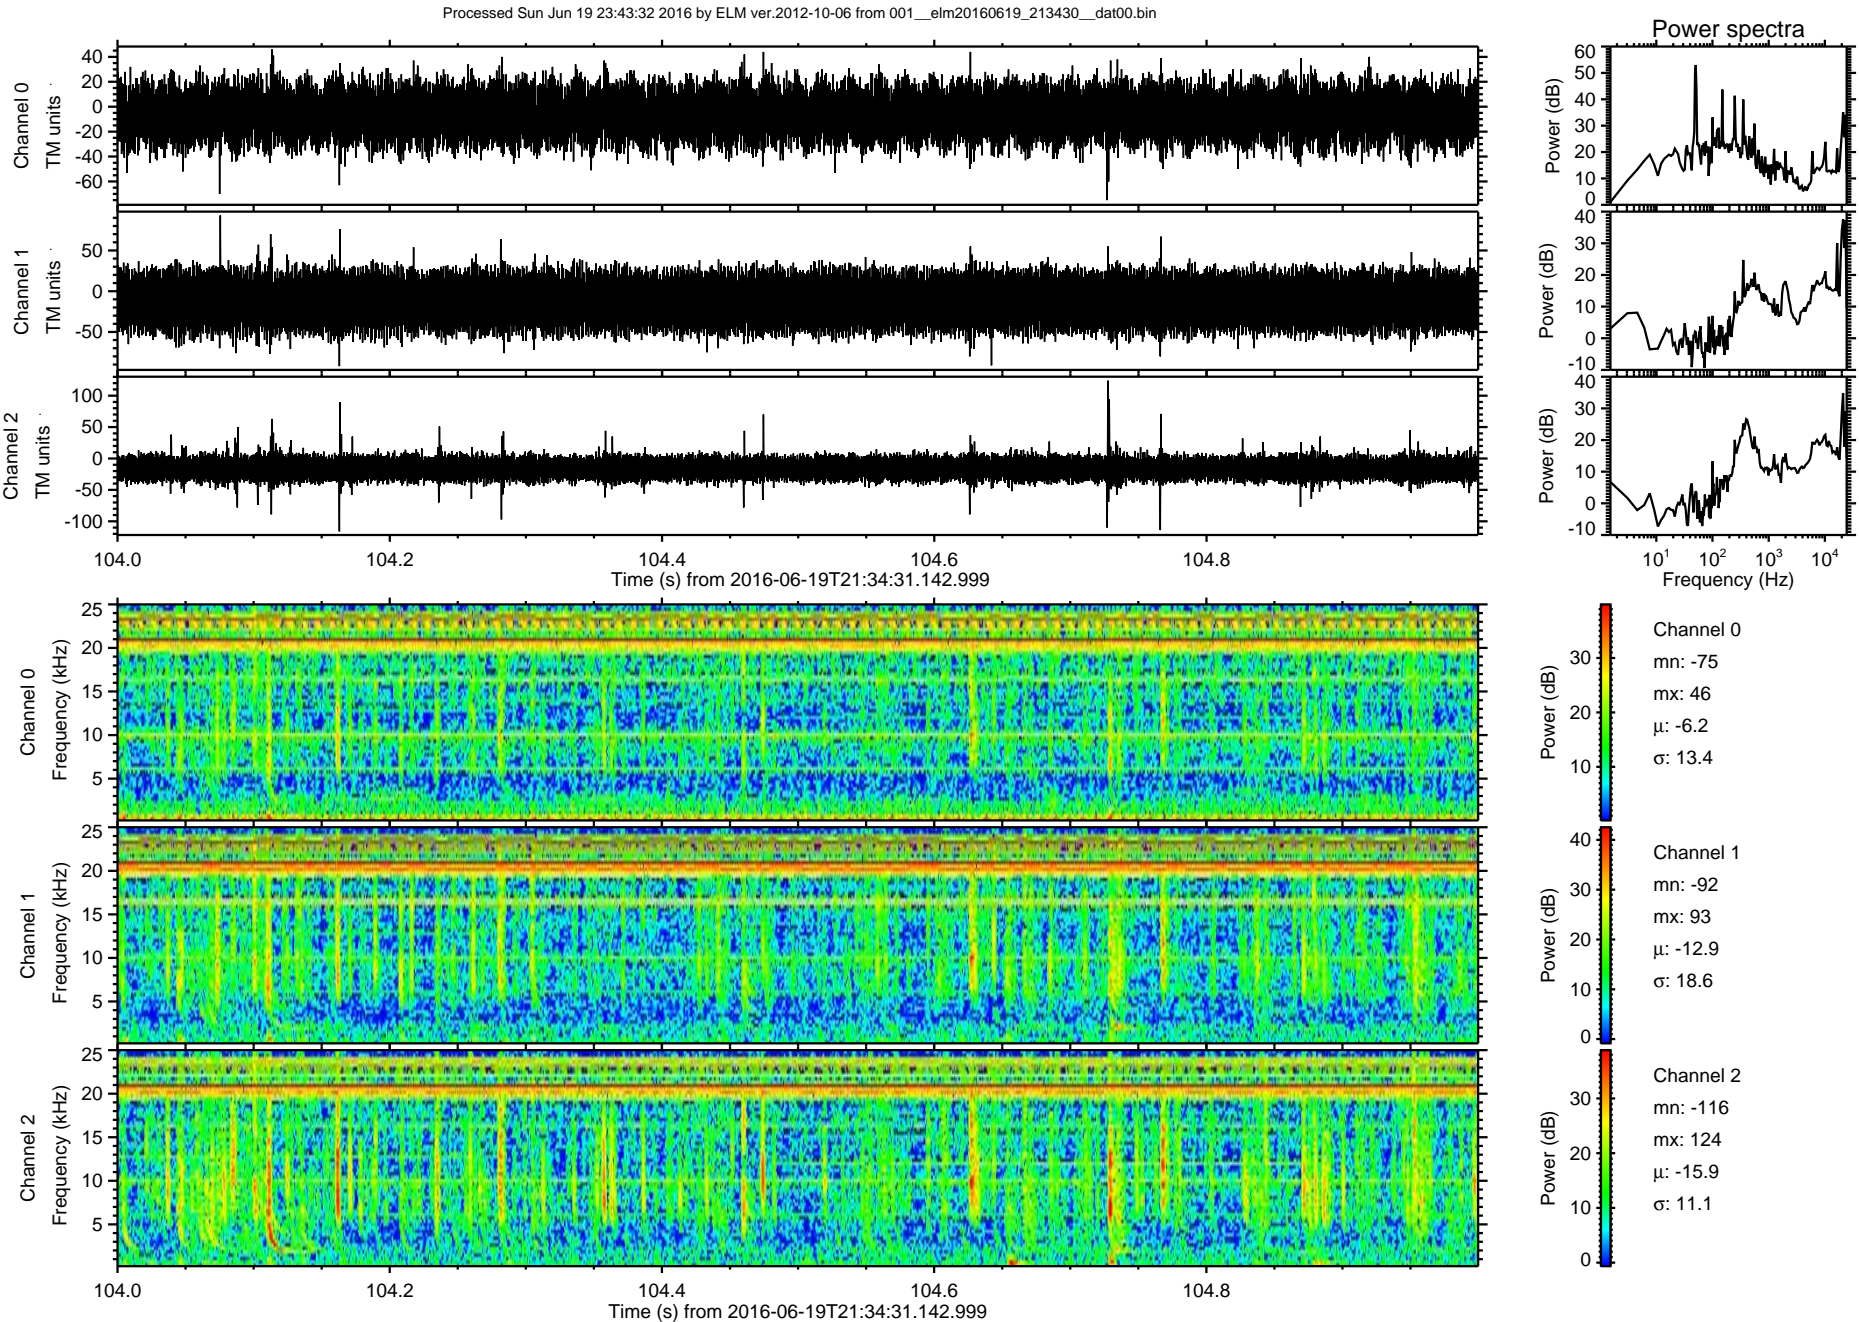 Processed Sun Jun 19 23:43:32 2016 by ELM ver.2012-10-06 from 001__elm20160619_213430__dat00.bin
Power spectra
Channel 0
TM units
40
20
0
-20
-40
-60
Power (dB)
60
50
40
30
20
10
0
Channel 1
TM units
50
0
-50
Power (dB)
40
30
20
10
0
-10
Channel 2
TM units
100
50
0
-50
-100
Power (dB)
40
30
20
10
0
-10
104.0 104.2 104.4 104.6 104.8
Time (s) from 2016-06-19T21:34:31.142.999
10^1 10^2 10^3 10^4
Frequency (Hz)
Channel 0
Frequency (kHz)
25
20
15
10
5
Power (dB)
30
20
10
Channel 0
mn: -75
mx: 46
µ: -6.2
σ: 13.4
Channel 1
Frequency (kHz)
25
20
15
10
5
Power (dB)
40
30
20
10
0
Channel 1
mn: -92
mx: 93
µ: -12.9
σ: 18.6
Channel 2
Frequency (kHz)
25
20
15
10
5
Power (dB)
30
20
10
0
Channel 2
mn: -116
mx: 124
µ: -15.9
σ: 11.1
104.0 104.2 104.4 104.6 104.8
Time (s) from 2016-06-19T21:34:31.142.999